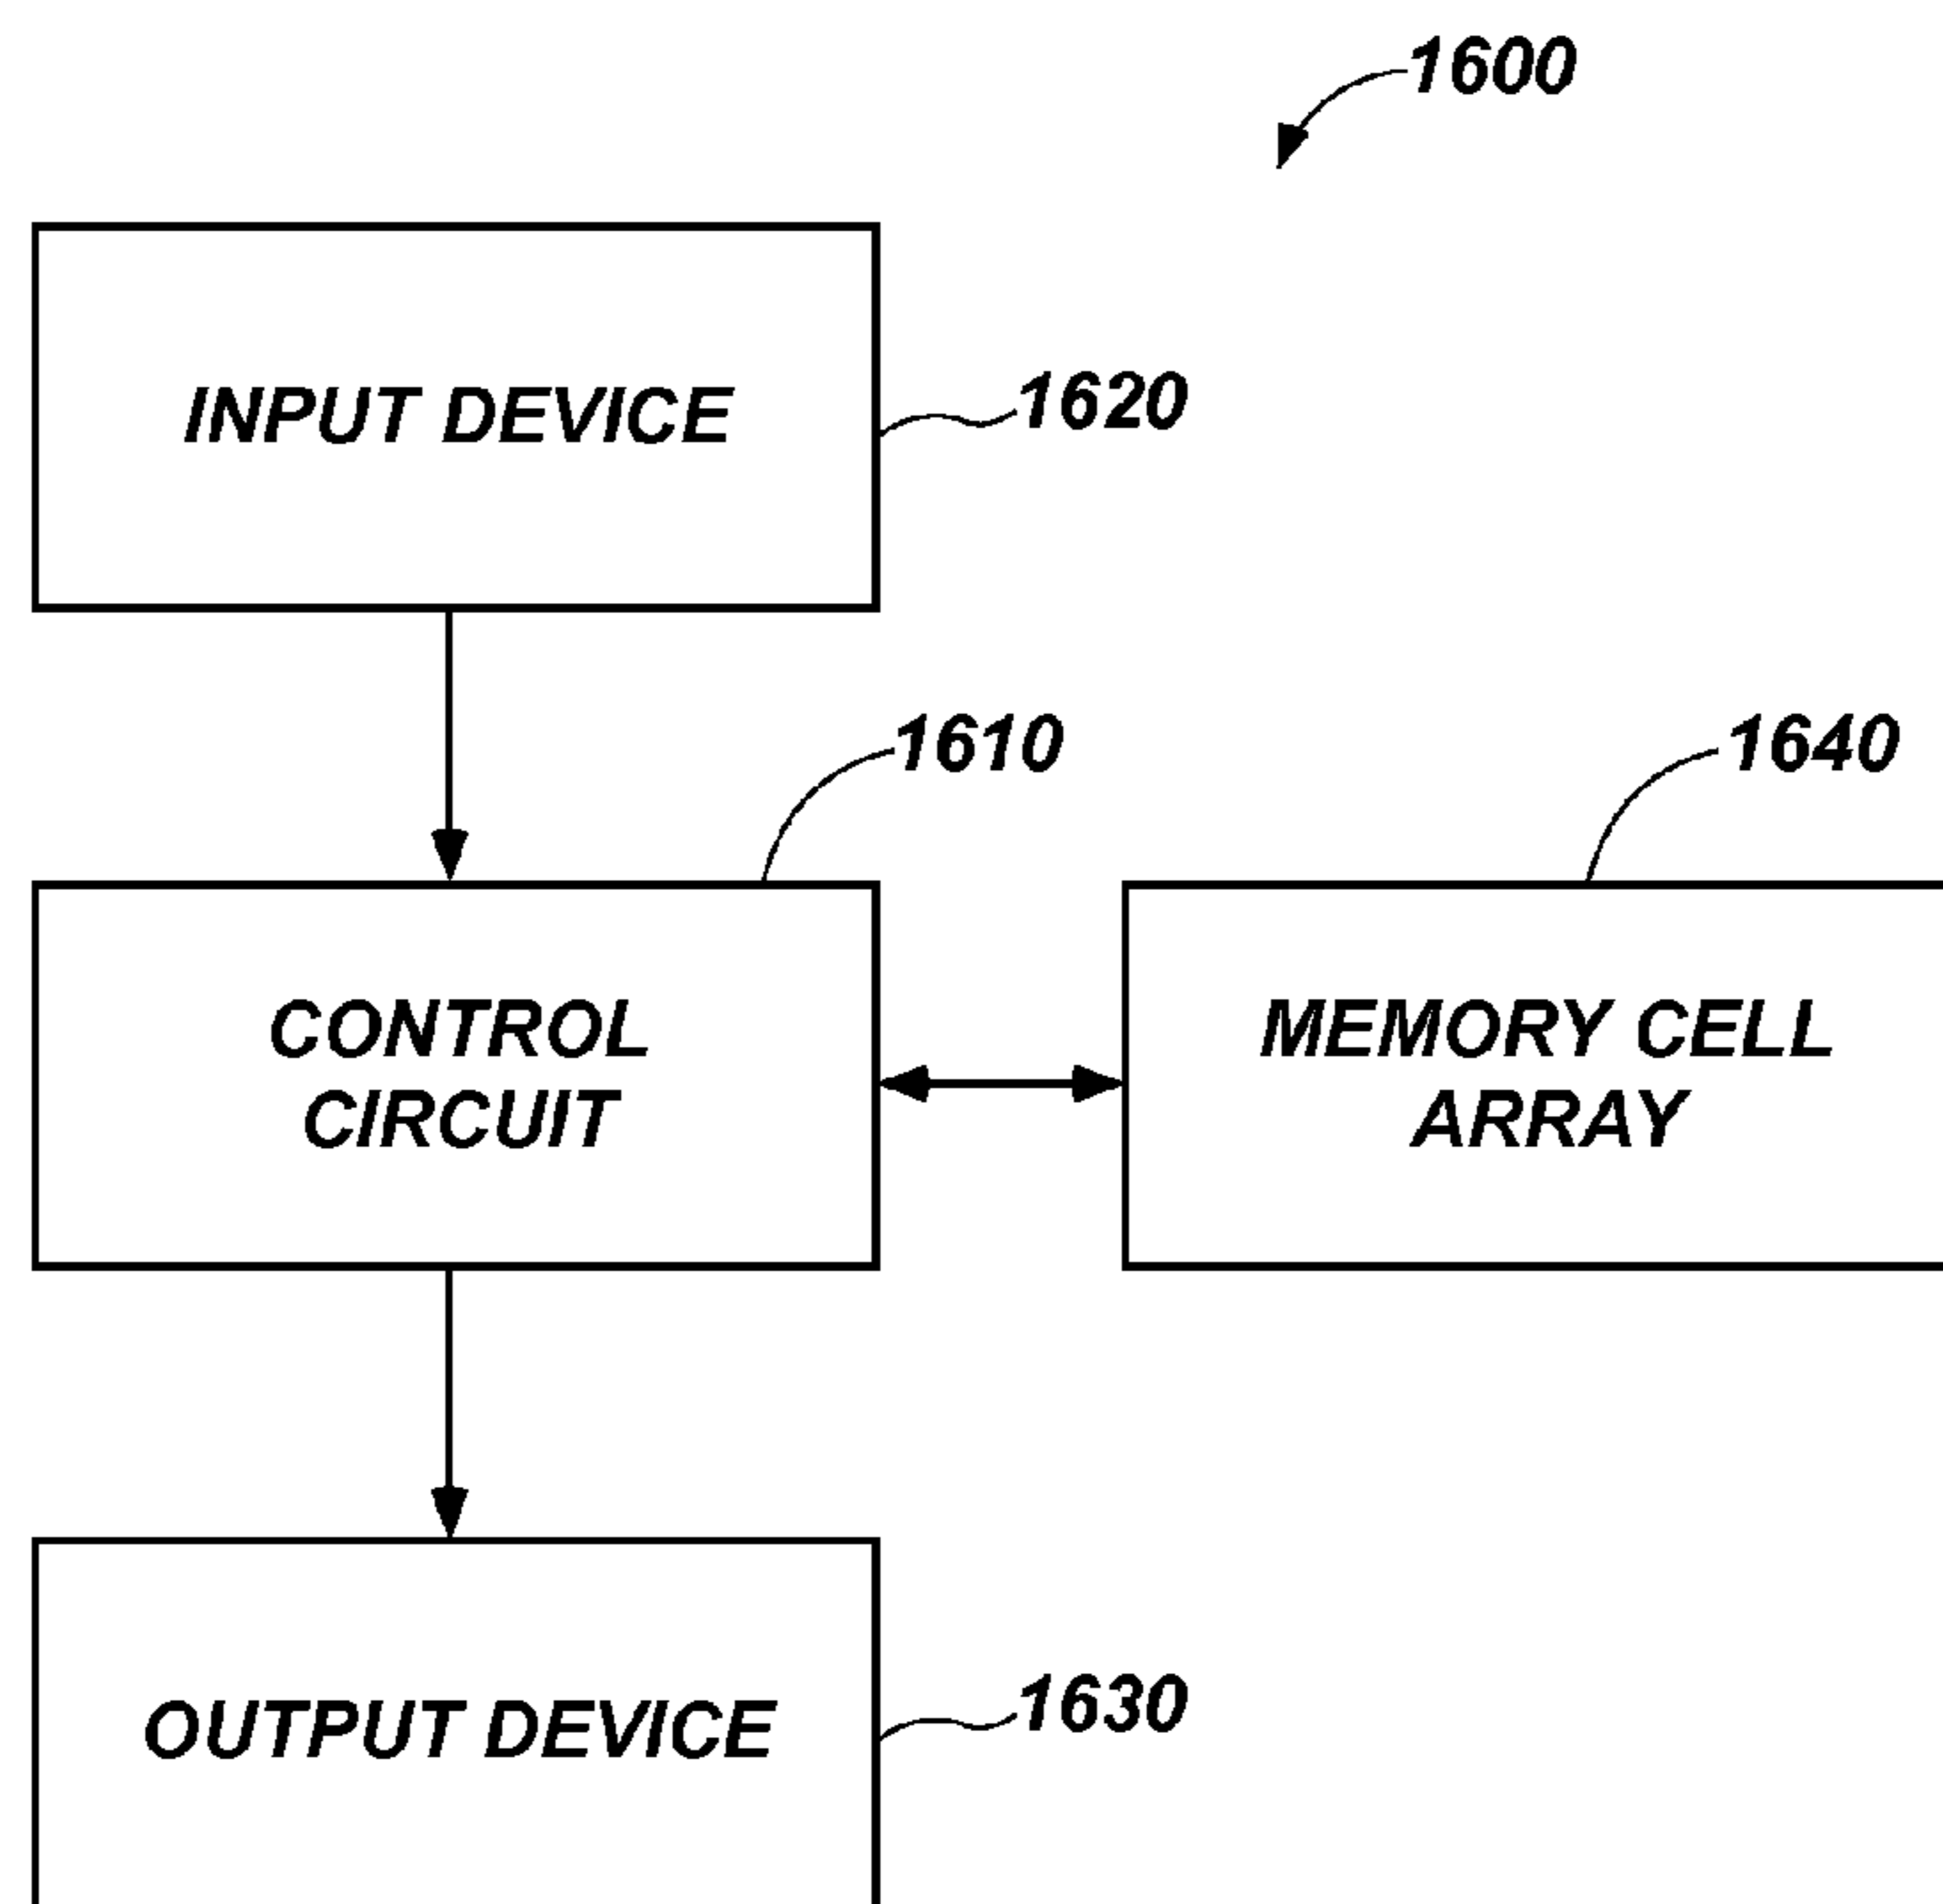 1600
INPUT DEVICE
1620
1610
1640
CONTROL
CIRCUIT
MEMORY CELL
ARRAY
OUTPUT DEVICE
1630